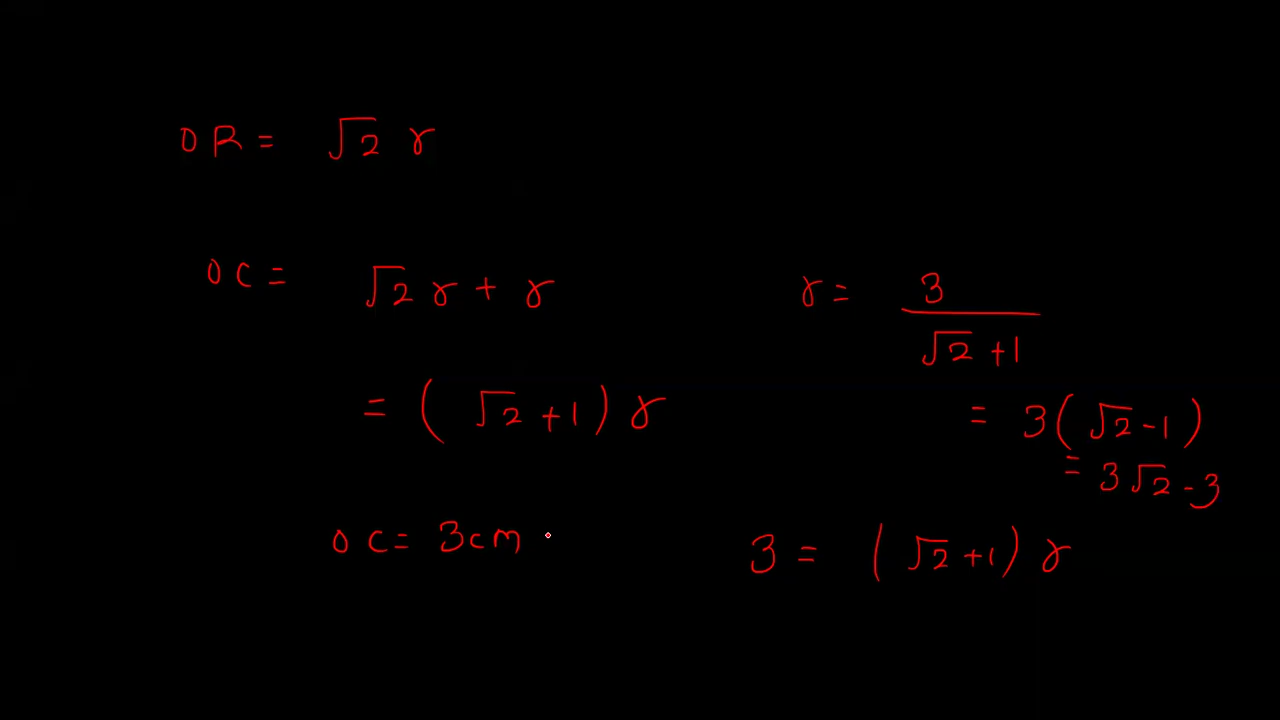 OR = √2 r
OC = √2 r + r
= (√2 + 1) r
OC = 3cm
r = 3 / √2 + 1
= 3(√2 - 1)
= 3√2 - 3
3 = (√2 + 1) r